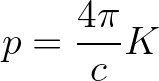 p = \frac{4\pi}{c} K